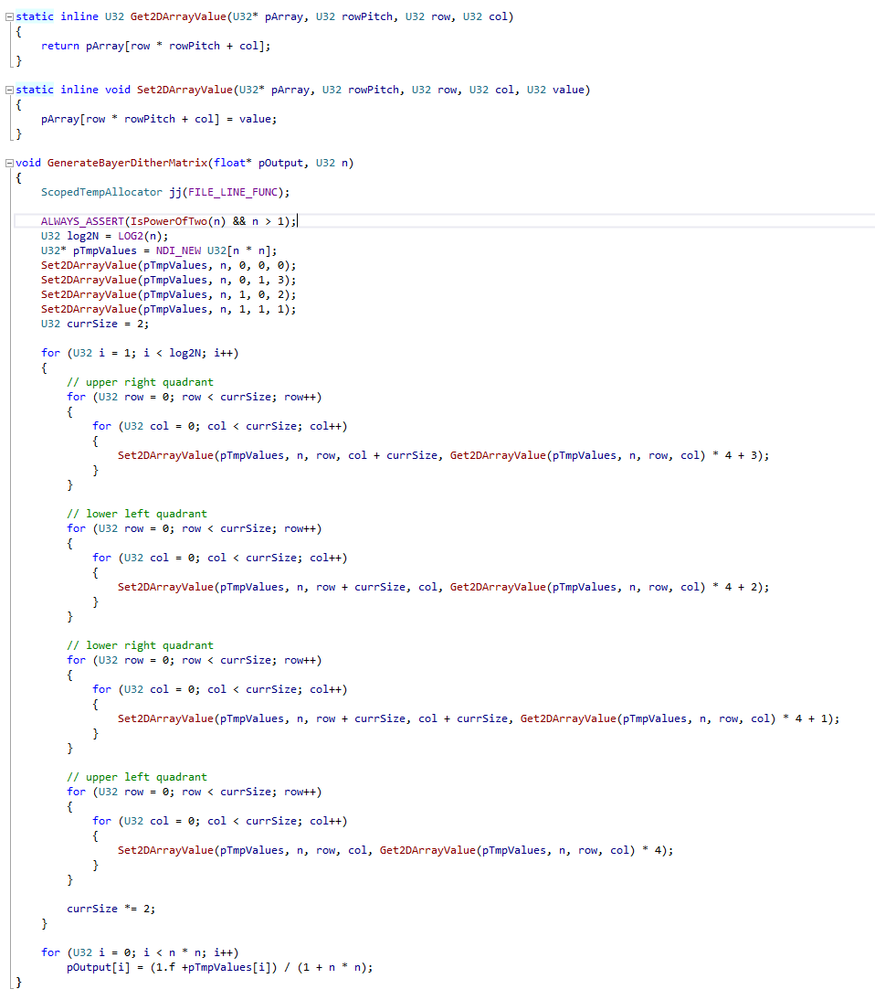 static inline U32 Get2DArrayValue(U32* pArray, U32 rowPitch, U32 row, U32 col)
{
    return pArray[row * rowPitch + col];
}

static inline void Set2DArrayValue(U32* pArray, U32 rowPitch, U32 row, U32 col, U32 value)
{
    pArray[row * rowPitch + col] = value;
}

void GenerateBayerDitherMatrix(float* pOutput, U32 n)
{
    ScopedTempAllocator jj(FILE_LINE_FUNC);

    ALWAYS_ASSERT(IsPowerOfTwo(n) && n > 1);
    U32 log2N = LOG2(n);
    U32* pTmpValues = NDI_NEW U32[n * n];
    Set2DArrayValue(pTmpValues, n, 0, 0, 0);
    Set2DArrayValue(pTmpValues, n, 0, 1, 3);
    Set2DArrayValue(pTmpValues, n, 1, 0, 2);
    Set2DArrayValue(pTmpValues, n, 1, 1, 1);
    U32 currSize = 2;

    for (U32 i = 1; i < log2N; i++)
    {
        // upper right quadrant
        for (U32 row = 0; row < currSize; row++)
        {
            for (U32 col = 0; col < currSize; col++)
            {
                Set2DArrayValue(pTmpValues, n, row, col + currSize, Get2DArrayValue(pTmpValues, n, row, col) * 4 + 3);
            }
        }

        // lower left quadrant
        for (U32 row = 0; row < currSize; row++)
        {
            for (U32 col = 0; col < currSize; col++)
            {
                Set2DArrayValue(pTmpValues, n, row + currSize, col, Get2DArrayValue(pTmpValues, n, row, col) * 4 + 2);
            }
        }

        // lower right quadrant
        for (U32 row = 0; row < currSize; row++)
        {
            for (U32 col = 0; col < currSize; col++)
            {
                Set2DArrayValue(pTmpValues, n, row + currSize, col + currSize, Get2DArrayValue(pTmpValues, n, row, col) * 4 + 1);
            }
        }

        // upper left quadrant
        for (U32 row = 0; row < currSize; row++)
        {
            for (U32 col = 0; col < currSize; col++)
            {
                Set2DArrayValue(pTmpValues, n, row, col, Get2DArrayValue(pTmpValues, n, row, col) * 4);
            }
        }

        currSize *= 2;
    }

    for (U32 i = 0; i < n * n; i++)
        pOutput[i] = (1.f +pTmpValues[i]) / (1 + n * n);
}